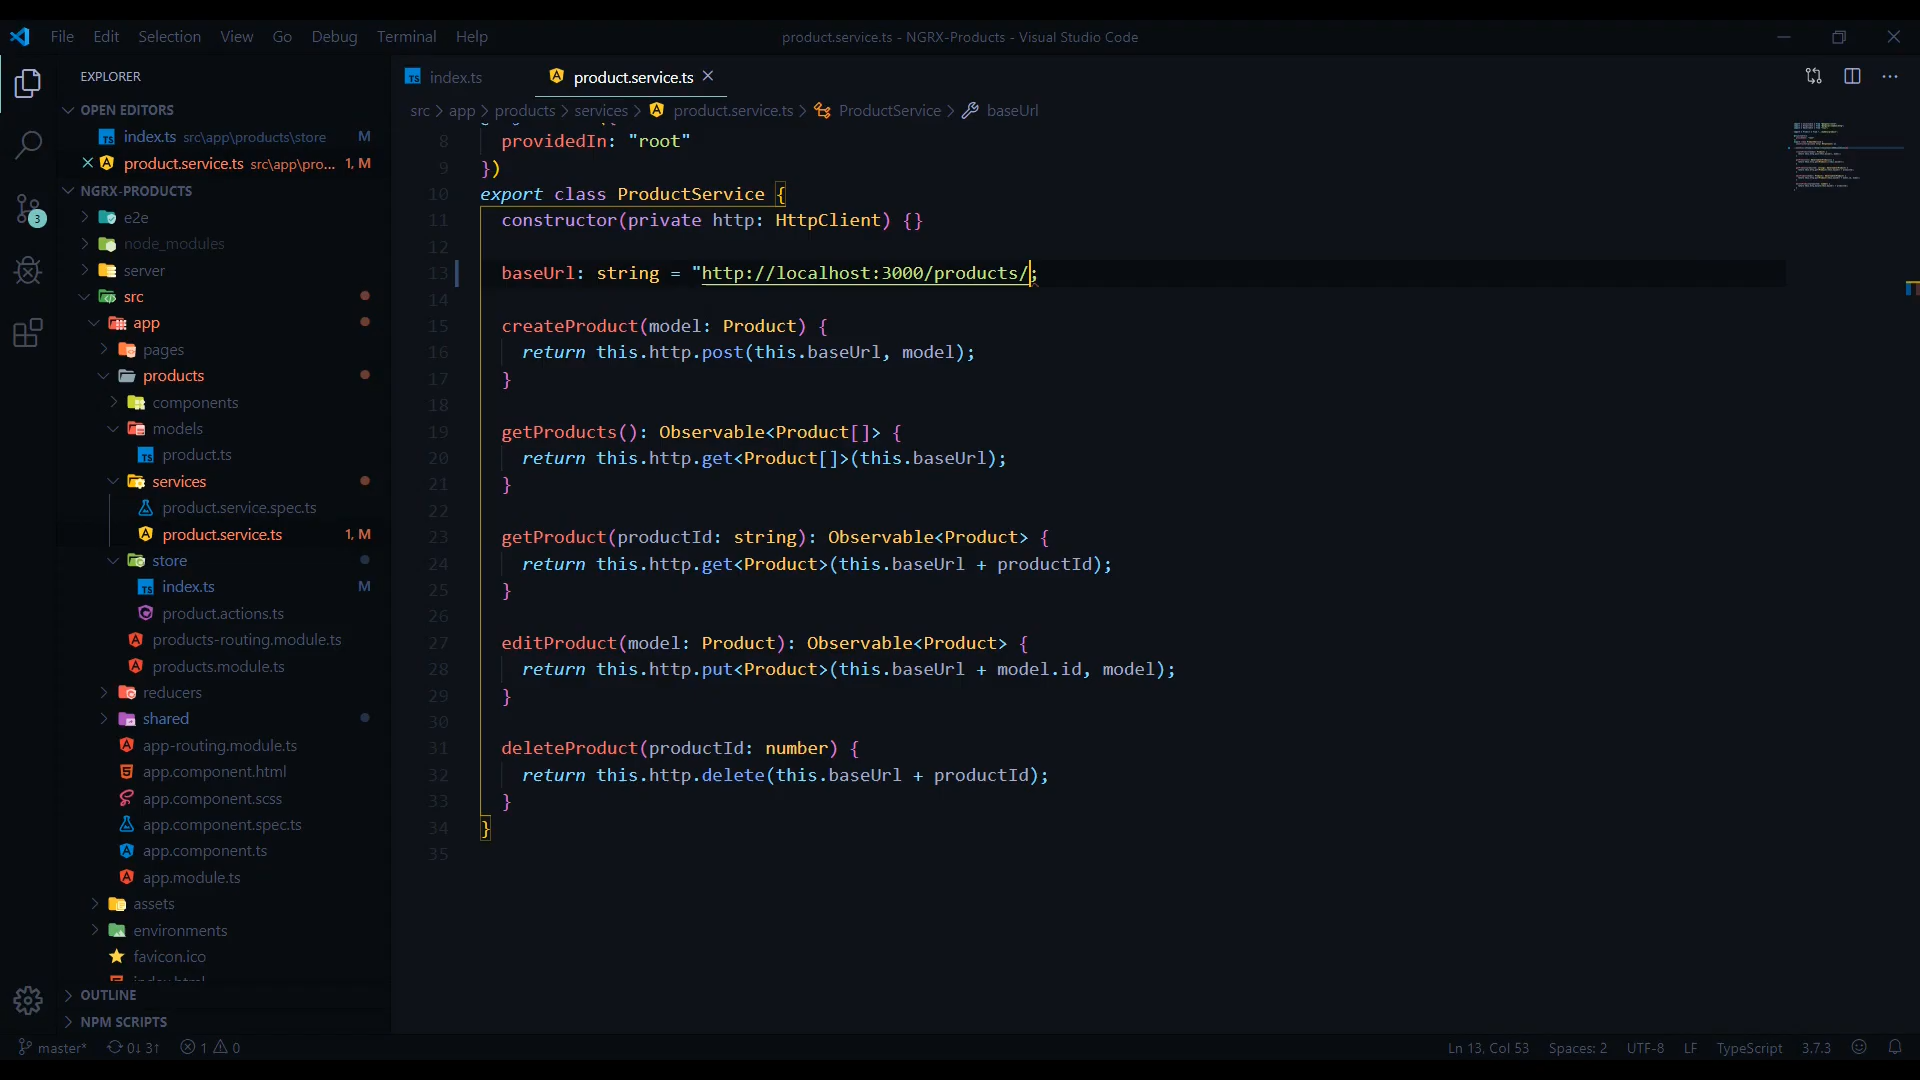 File Edit Selection View Go Debug Terminal Help
product.service.ts - NGRX-Products - Visual Studio Code
EXPLORER
OPEN EDITORS
index.ts src\app\products\store M
product.service.ts src\app\pro... 1, M
NGRX-PRODUCTS
e2e
node_modules
server
src
app
pages
products
components
models
product.ts
services
product.service.spec.ts
product.service.ts 1, M
store
index.ts M
product.actions.ts
products-routing.module.ts
products.module.ts
reducers
shared
app-routing.module.ts
app.component.html
app.component.scss
app.component.spec.ts
app.component.ts
app.module.ts
assets
environments
favicon.ico
OUTLINE
NPM SCRIPTS
3
index.ts product.service.ts
src > app > products > services > product.service.ts > ProductService > baseUrl
8 providedIn: "root"
9 })
10 export class ProductService {
11 constructor(private http: HttpClient) {}
12
13 baseUrl: string = "http://localhost:3000/products/;
14
15 createProduct(model: Product) {
16 return this.http.post(this.baseUrl, model);
17 }
18
19 getProducts(): Observable<Product[]> {
20 return this.http.get<Product[]>(this.baseUrl);
21 }
22
23 getProduct(productId: string): Observable<Product> {
24 return this.http.get<Product>(this.baseUrl + productId);
25 }
26
27 editProduct(model: Product): Observable<Product> {
28 return this.http.put<Product>(this.baseUrl + model.id, model);
29 }
30
31 deleteProduct(productId: number) {
32 return this.http.delete(this.baseUrl + productId);
33 }
34 }
35
master* 0↓ 3↑ 1 0
Ln 13, Col 53 Spaces: 2 UTF-8 LF TypeScript 3.7.3